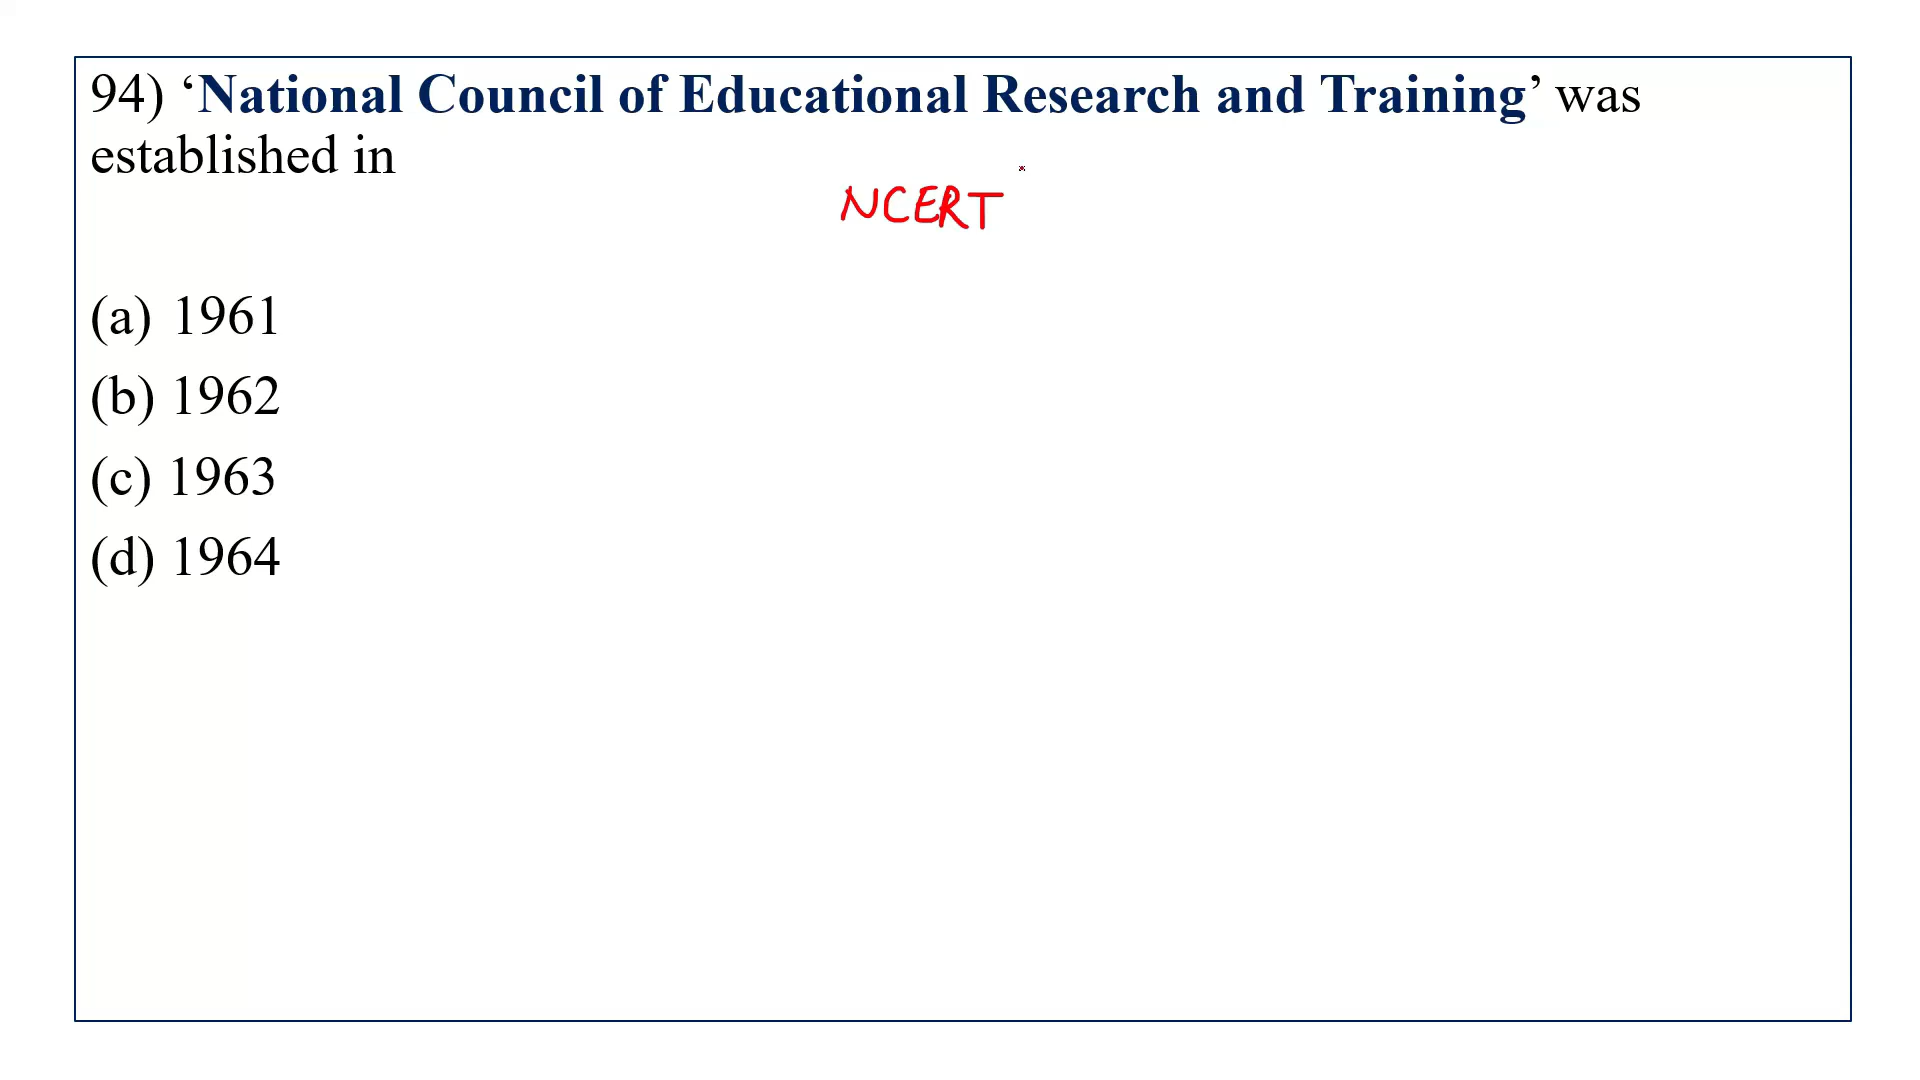 94) ‘National Council of Educational Research and Training’ was
established in
NCERT
(a) 1961
(b) 1962
(c) 1963
(d) 1964